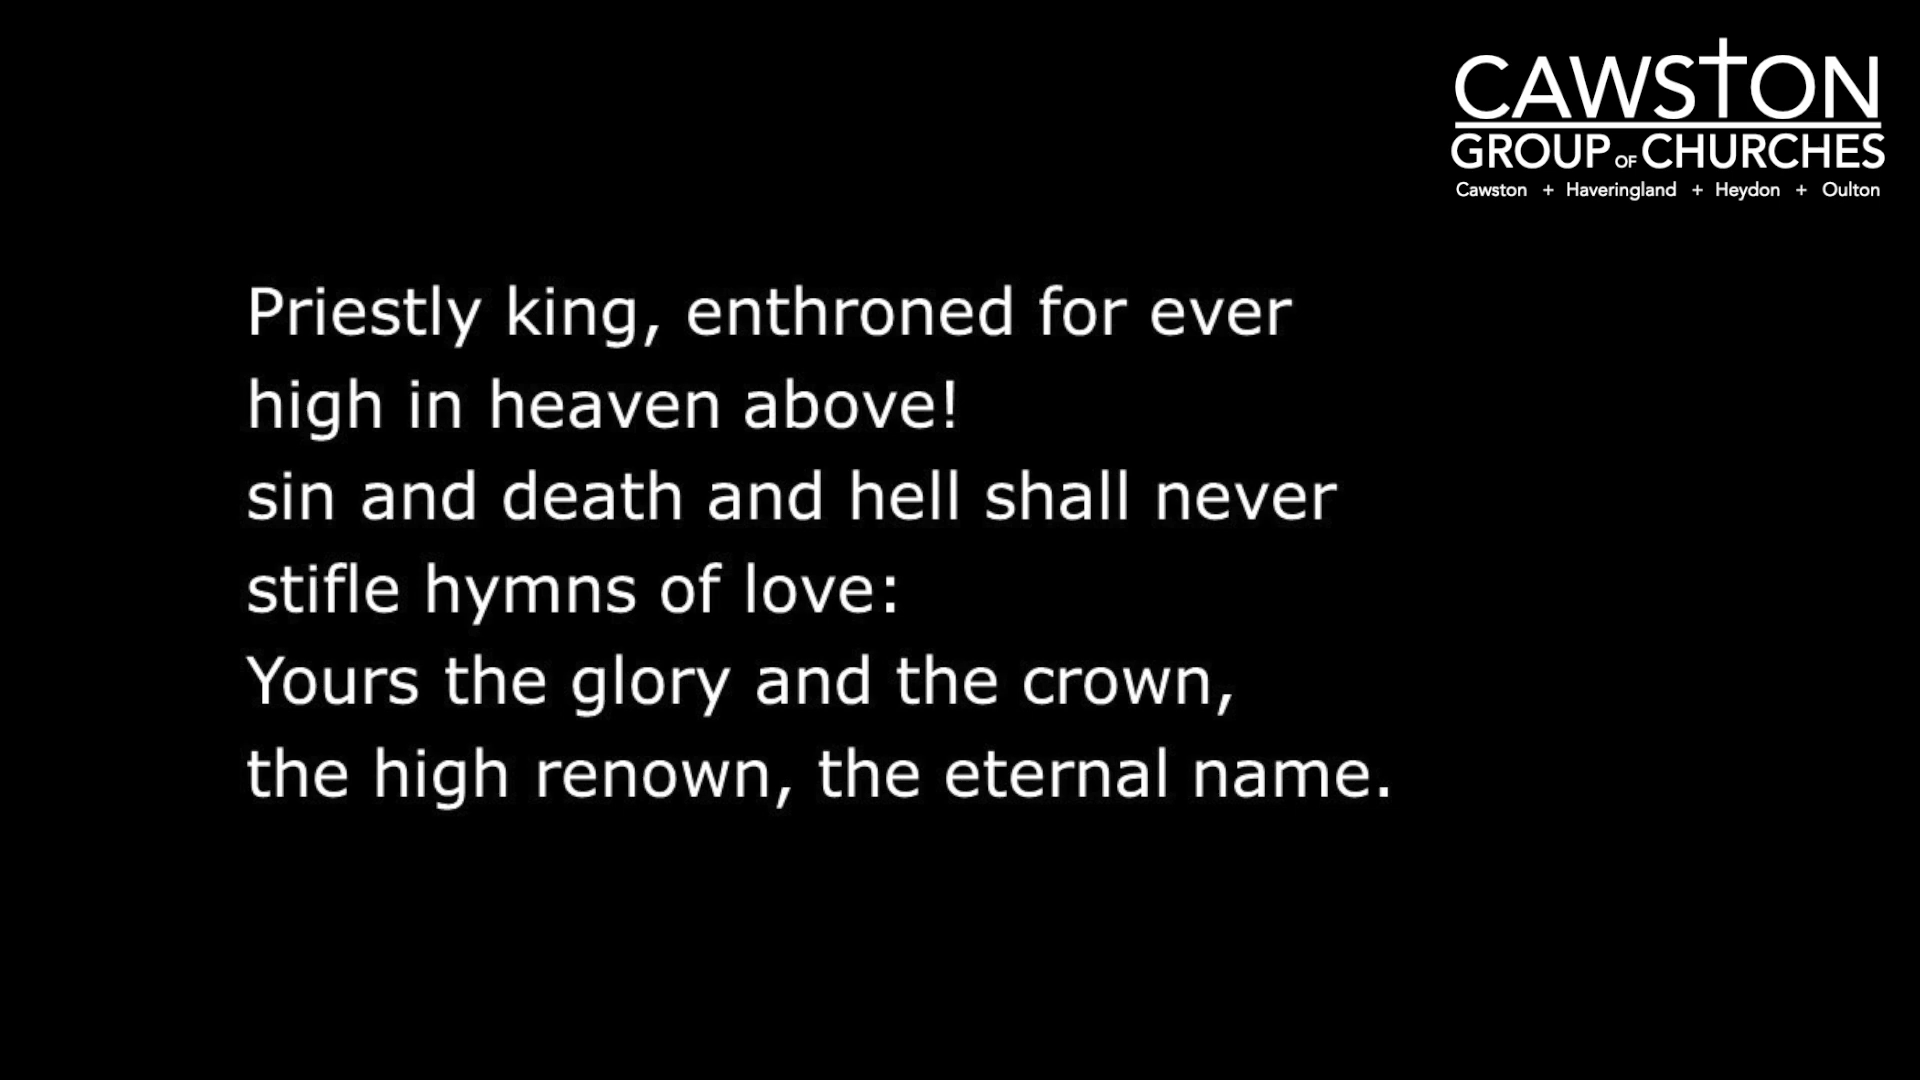 CAWSTON
GROUP OF CHURCHES
Cawston + Haveringland + Heydon + Oulton
Priestly king, enthroned for ever
high in heaven above!
sin and death and hell shall never
stifle hymns of love:
Yours the glory and the crown,
the high renown, the eternal name.